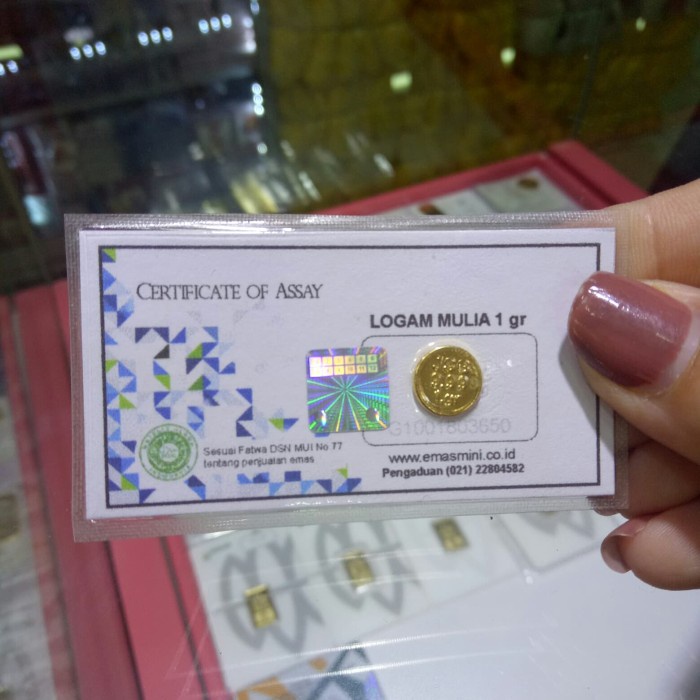 CERTIFICATE OF ASSAY
LOGAM MULIA 1 gr
G1001803650
Sesuai Fatwa DSN MUI No 77
tentang penjualan emas
www.emasmini.co.id
Pengaduan (021) 22804582